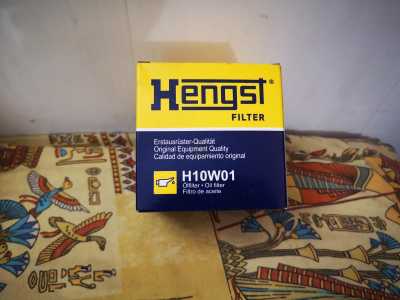 Hengst®
FILTER
Erstausrüster-Qualität
Original Equipment Quality
Calidad de equipamiento original
H10W01
Ölfilter • Oil filter
Filtro de aceite